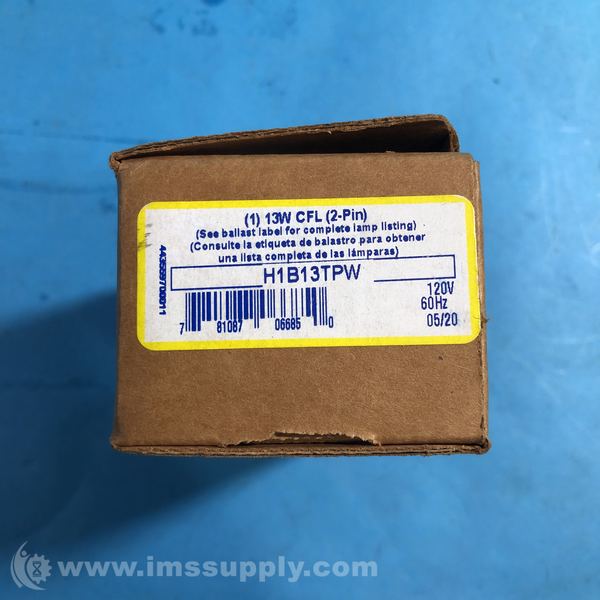 (1) 13W CFL (2-Pin)
(See ballast label for complete lamp listing)
(Consulte la etiqueta de balastro para obtener
una lista completa de las lámparas)
H1B13TPW
120V
60Hz
05/20
7 81087 06685 0
www.imssupply.com